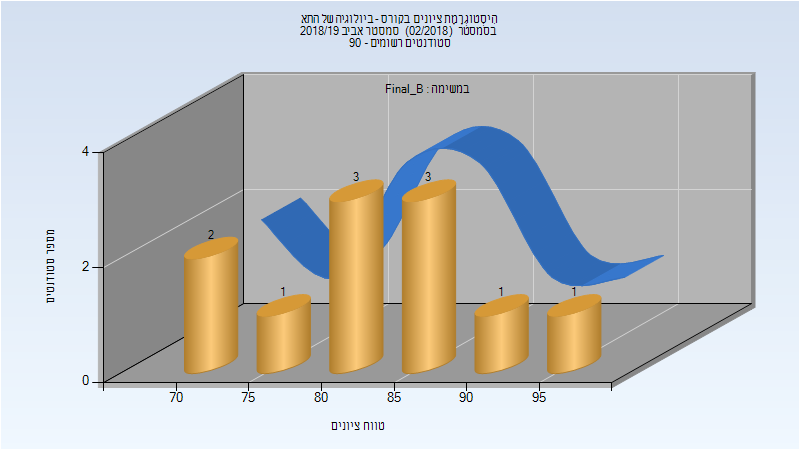 היסטוגרמת ציונים בקורס - ביולוגיה של התא
בסמסטר (02/2018) סמסטר אביב 2018/19
סטודנטים רשומים - 90
במשימה : Final_B
מספר סטודנטים
4
2
0
2
1
3
3
1
1
70
75
80
85
90
95
טווח ציונים